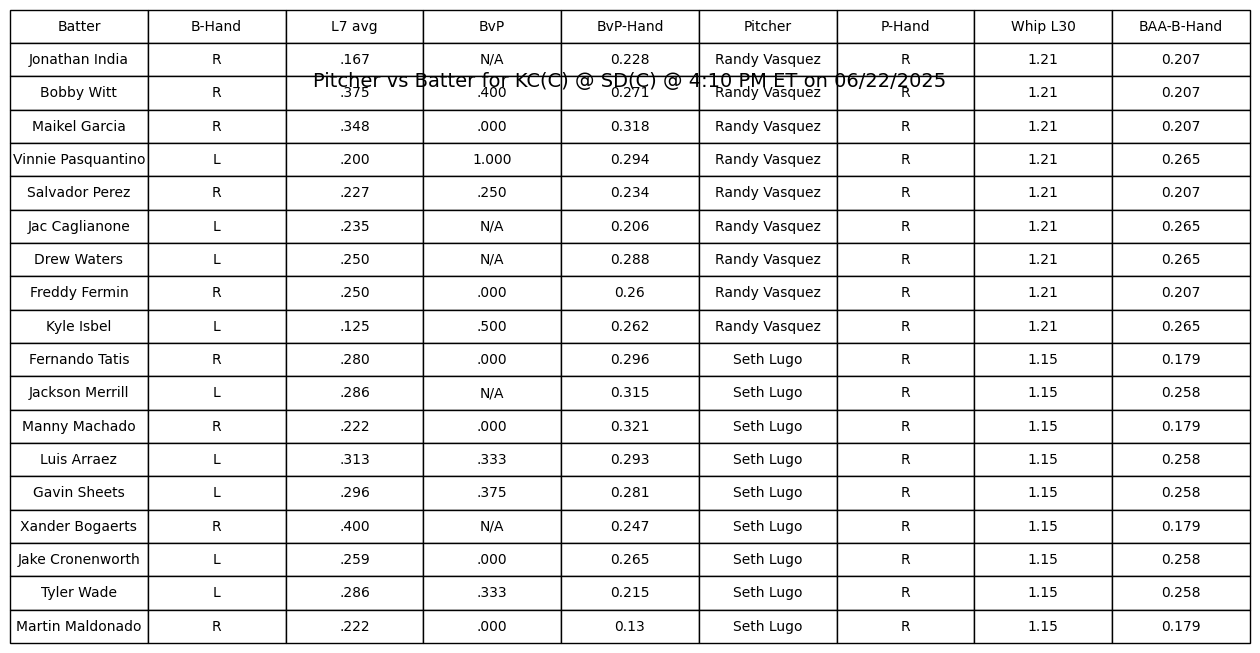 Batter B-Hand L7 avg BvP BvP-Hand Pitcher P-Hand Whip L30 BAA-B-Hand
Jonathan India R .167 N/A 0.228 Randy Vasquez R 1.21 0.207
Pitcher vs Batter for KC(C) @ SD(C) @ 4:10 PM ET on 06/22/2025
Bobby Witt R .375 .400 0.271 Randy Vasquez R 1.21 0.207
Maikel Garcia R .348 .000 0.318 Randy Vasquez R 1.21 0.207
Vinnie Pasquantino L .200 1.000 0.294 Randy Vasquez R 1.21 0.265
Salvador Perez R .227 .250 0.234 Randy Vasquez R 1.21 0.207
Jac Caglianone L .235 N/A 0.206 Randy Vasquez R 1.21 0.265
Drew Waters L .250 N/A 0.288 Randy Vasquez R 1.21 0.265
Freddy Fermin R .250 .000 0.26 Randy Vasquez R 1.21 0.207
Kyle Isbel L .125 .500 0.262 Randy Vasquez R 1.21 0.265
Fernando Tatis R .280 .000 0.296 Seth Lugo R 1.15 0.179
Jackson Merrill L .286 N/A 0.315 Seth Lugo R 1.15 0.258
Manny Machado R .222 .000 0.321 Seth Lugo R 1.15 0.179
Luis Arraez L .313 .333 0.293 Seth Lugo R 1.15 0.258
Gavin Sheets L .296 .375 0.281 Seth Lugo R 1.15 0.258
Xander Bogaerts R .400 N/A 0.247 Seth Lugo R 1.15 0.179
Jake Cronenworth L .259 .000 0.265 Seth Lugo R 1.15 0.258
Tyler Wade L .286 .333 0.215 Seth Lugo R 1.15 0.258
Martin Maldonado R .222 .000 0.13 Seth Lugo R 1.15 0.179